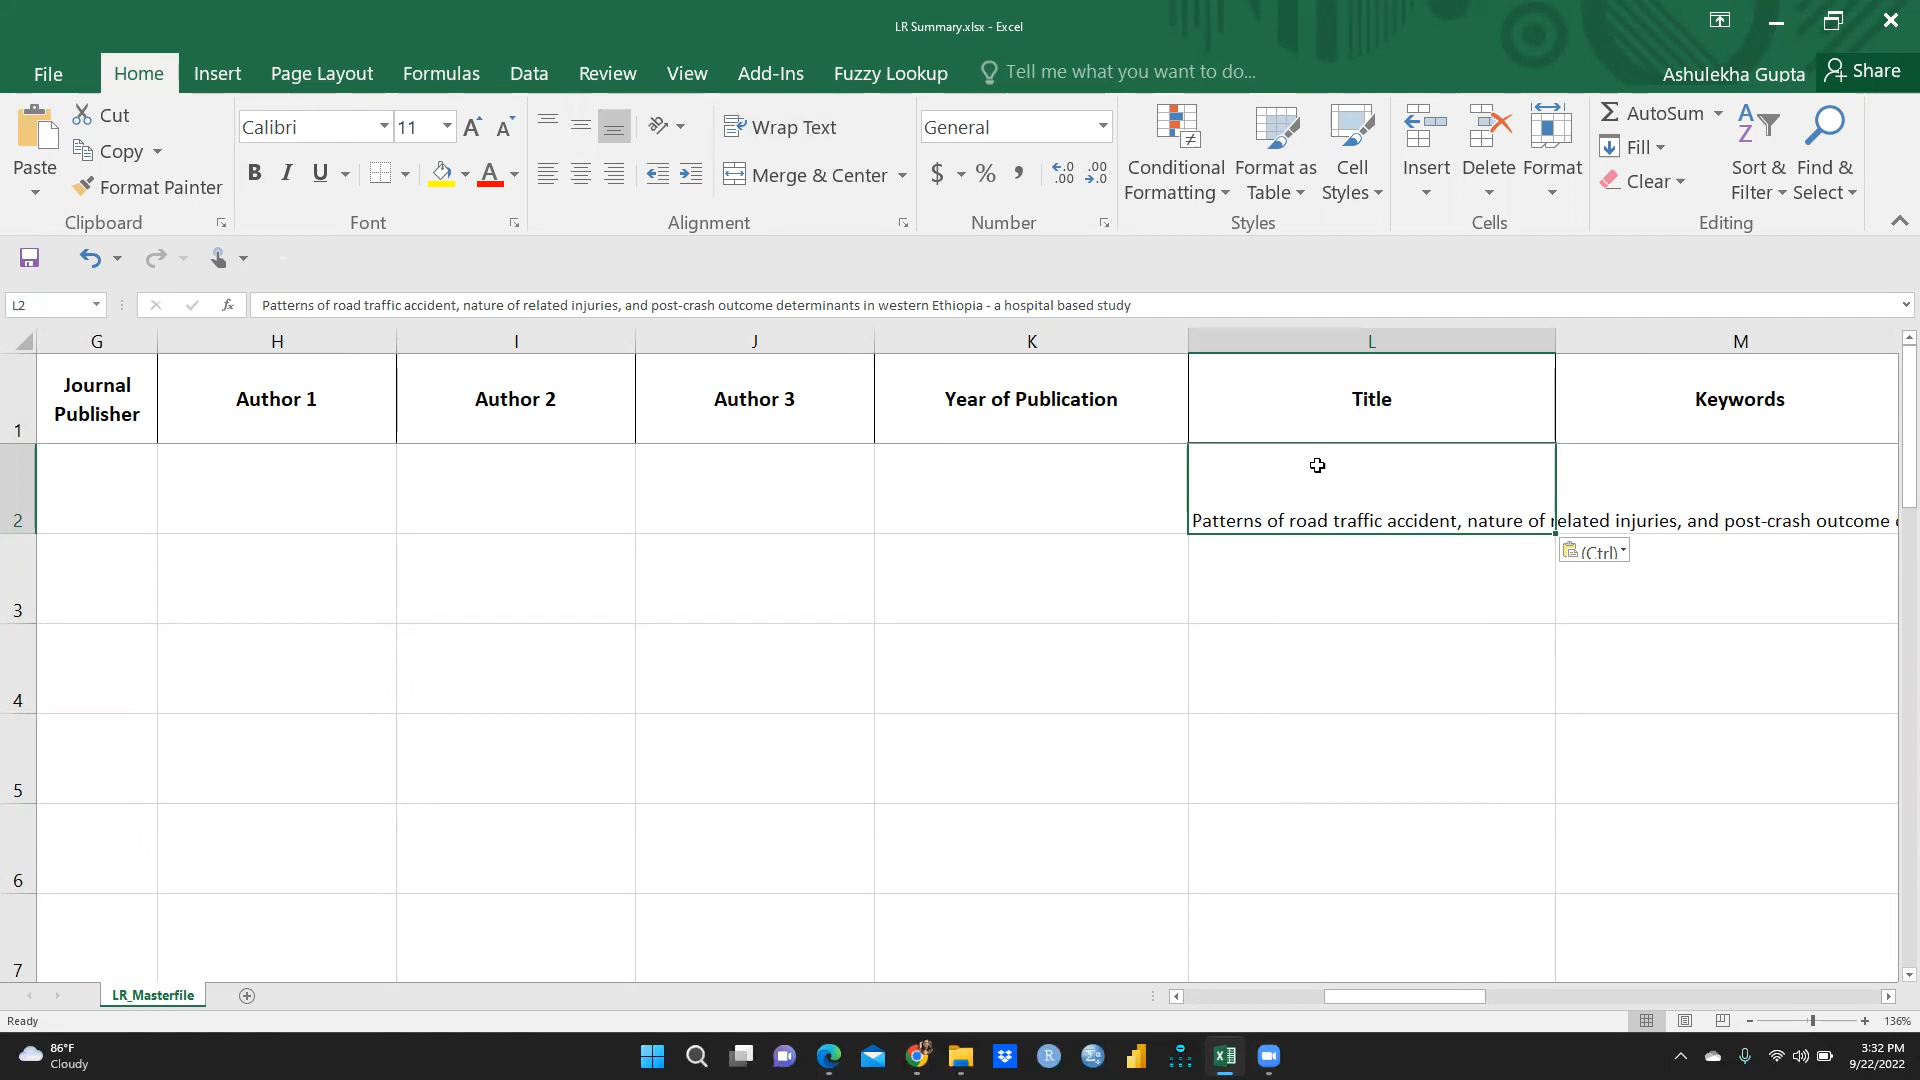 LR Summary.xlsx - Excel
File Home Insert Page Layout Formulas Data Review View Add-Ins Fuzzy Lookup Tell me what you want to do... Ashulekha Gupta Share
Paste
Cut
Copy
Format Painter
Clipboard
Calibri 11 A A
B I U A
Font
Wrap Text
Merge & Center
Alignment
General
$ % , .0 .00 .00 .0
Number
Conditional Formatting
Format as Table
Cell Styles
Styles
Insert Delete Format
Cells
AutoSum
Fill
Clear
Sort & Filter
Find & Select
Editing
L2 fx Patterns of road traffic accident, nature of related injuries, and post-crash outcome determinants in western Ethiopia - a hospital based study
G H I J K L M
1 Journal Publisher Author 1 Author 2 Author 3 Year of Publication Title Keywords
2 Patterns of road traffic accident, nature of related injuries, and post-crash outcome
(Ctrl)
3
4
5
6
7
LR_Masterfile
Ready 136%
86°F
Cloudy
3:32 PM
9/22/2022